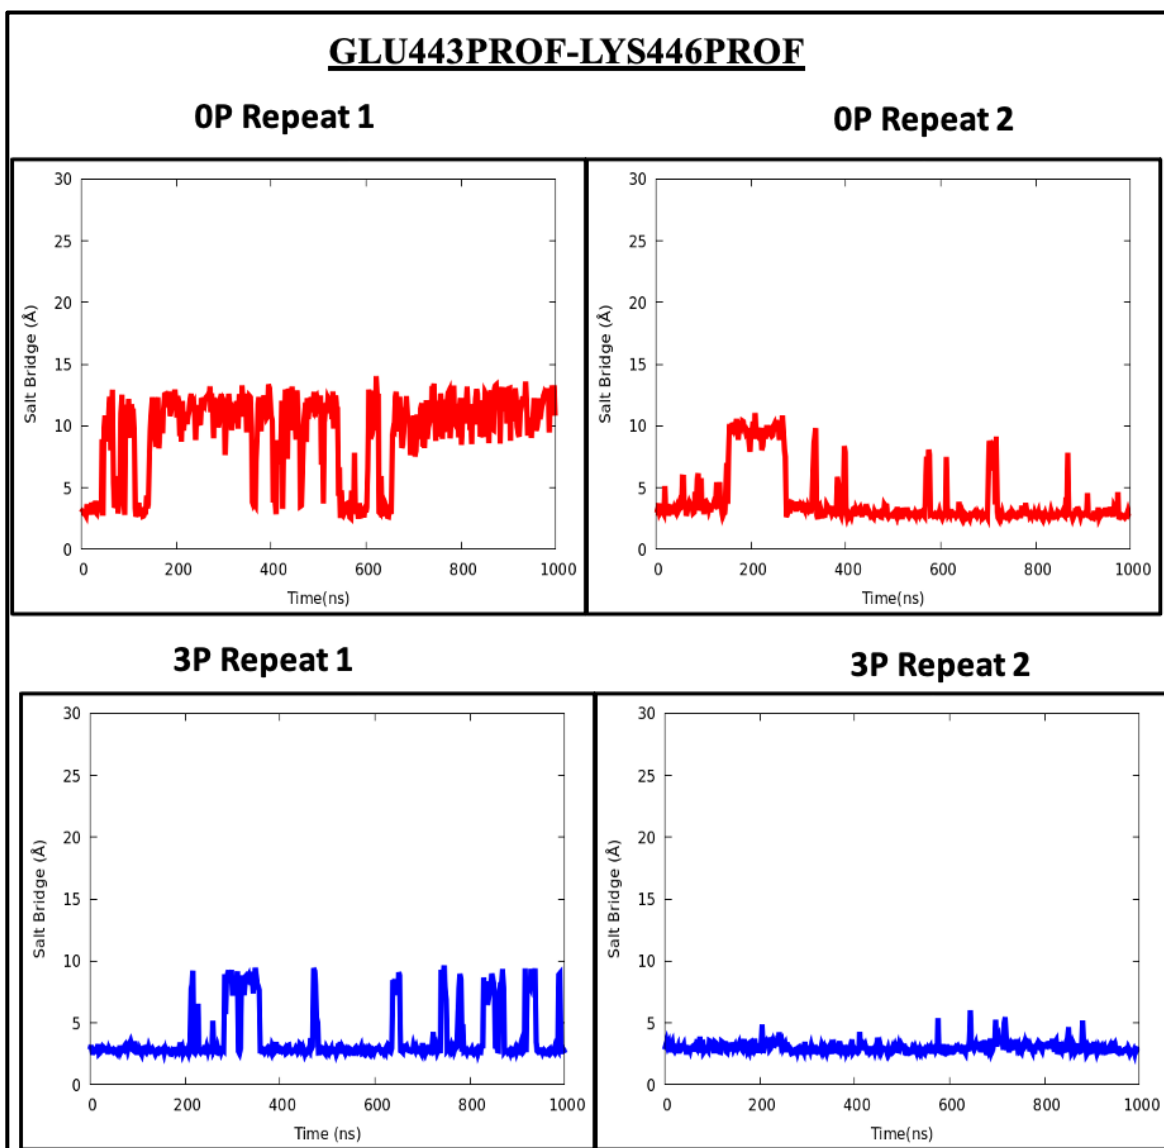 GLU443PROF-LYS446PROF
0P Repeat 1
0P Repeat 2
30
25
20
15
10
5
0
Salt Bridge (Å)
0 200 400 600 800 1000
Time(ns)
30
25
20
15
10
5
0
Salt Bridge (Å)
0 200 400 600 800 1000
Time(ns)
3P Repeat 1
3P Repeat 2
30
25
20
15
10
5
0
Salt Bridge (Å)
0 200 400 600 800 1000
Time (ns)
30
25
20
15
10
5
0
Salt Bridge (Å)
0 200 400 600 800 1000
Time(ns)